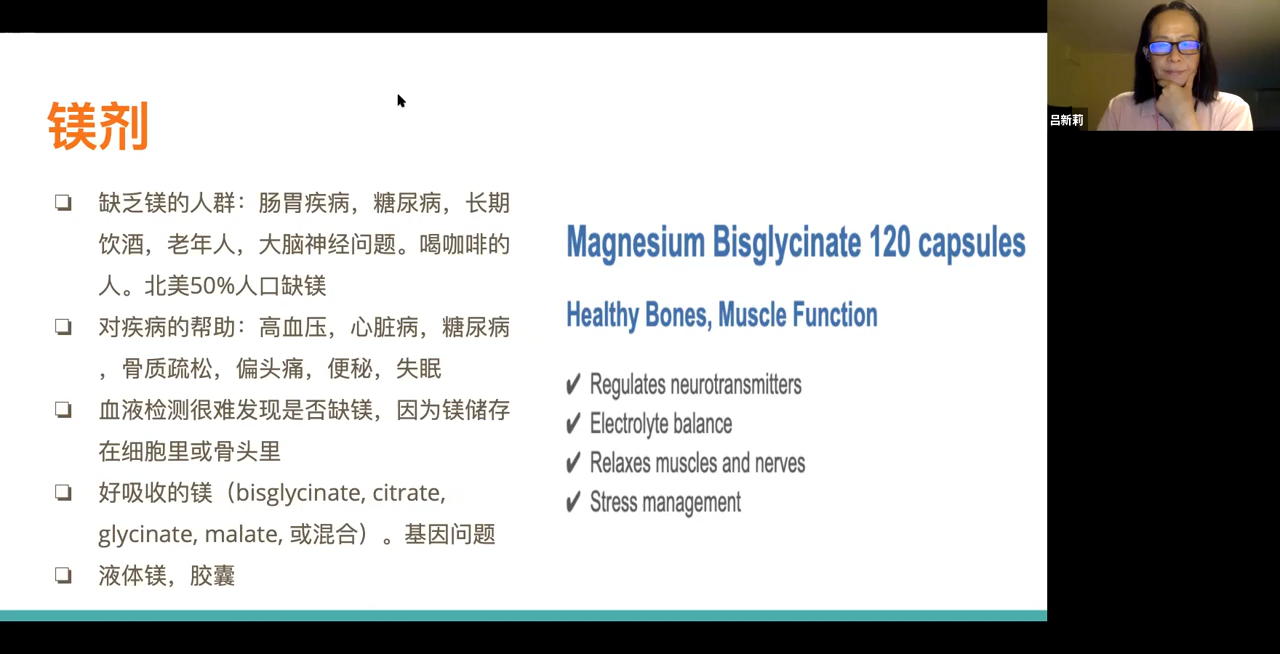 镁剂
缺乏镁的人群：肠胃疾病，糖尿病，长期
饮酒，老年人，大脑神经问题。喝咖啡的
人。北美50%人口缺镁
对疾病的帮助：高血压，心脏病，糖尿病
，骨质疏松，偏头痛，便秘，失眠
血液检测很难发现是否缺镁，因为镁储存
在细胞里或骨头里
好吸收的镁（bisglycinate, citrate,
glycinate, malate, 或混合）。基因问题
液体镁，胶囊
Magnesium Bisglycinate 120 capsules
Healthy Bones, Muscle Function
✔ Regulates neurotransmitters
✔ Electrolyte balance
✔ Relaxes muscles and nerves
✔ Stress management
吕新莉